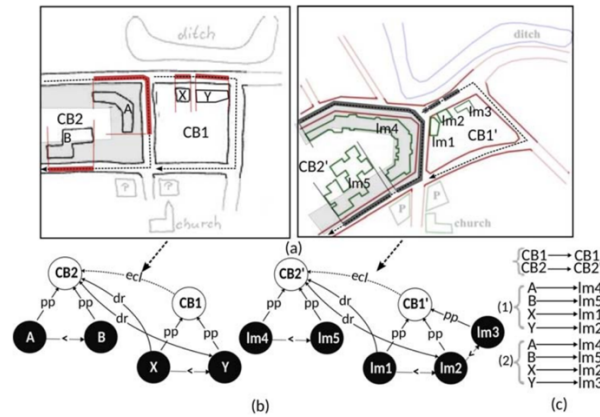 ditch
CB2
A
B
X
Y
CB1
?
?
church
ditch
Im4
Im2
Im3
CB1'
CB2'
Im5
P
P
church
(a)
CB2
ecl
CB1
pp
pp
dr
dr
pp
pp
A
<
B
X
<
Y
(b)
CB2'
ecl
CB1'
pp
pp
dr
dr
pp
pp
pp
Im3
Im4
<
Im5
Im1
<
Im2
<
CB1 CB1'
CB2 CB2'
(1)
A Im4
B Im5
X Im1
Y Im2
(2)
A Im4
B Im5
X Im2
Y Im3
(c)